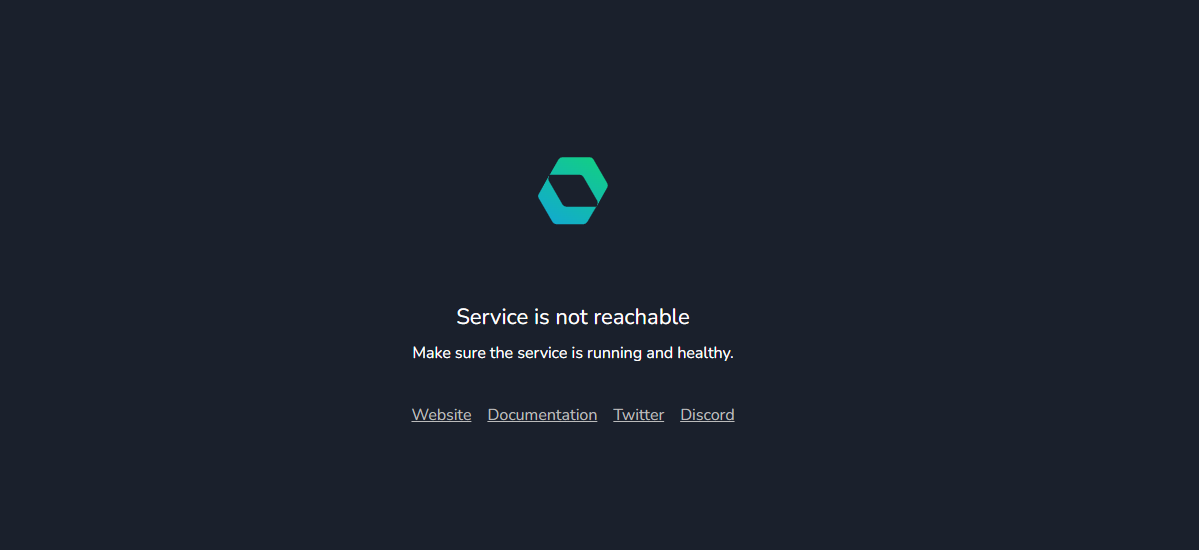 Service is not reachable
Make sure the service is running and healthy.
Website Documentation Twitter Discord